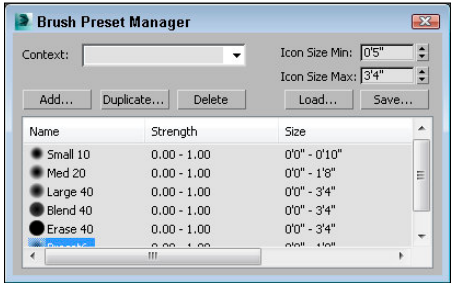 Brush Preset Manager
Context:
Icon Size Min: 0'5"
Icon Size Max: 3'4"
Add... Duplicate... Delete Load... Save...
Name Strength Size
Small 10 0.00 - 1.00 0'0" - 0'10"
Med 20 0.00 - 1.00 0'0" - 1'8"
Large 40 0.00 - 1.00 0'0" - 3'4"
Blend 40 0.00 - 1.00 0'0" - 3'4"
Erase 40 0.00 - 1.00 0'0" - 3'4"